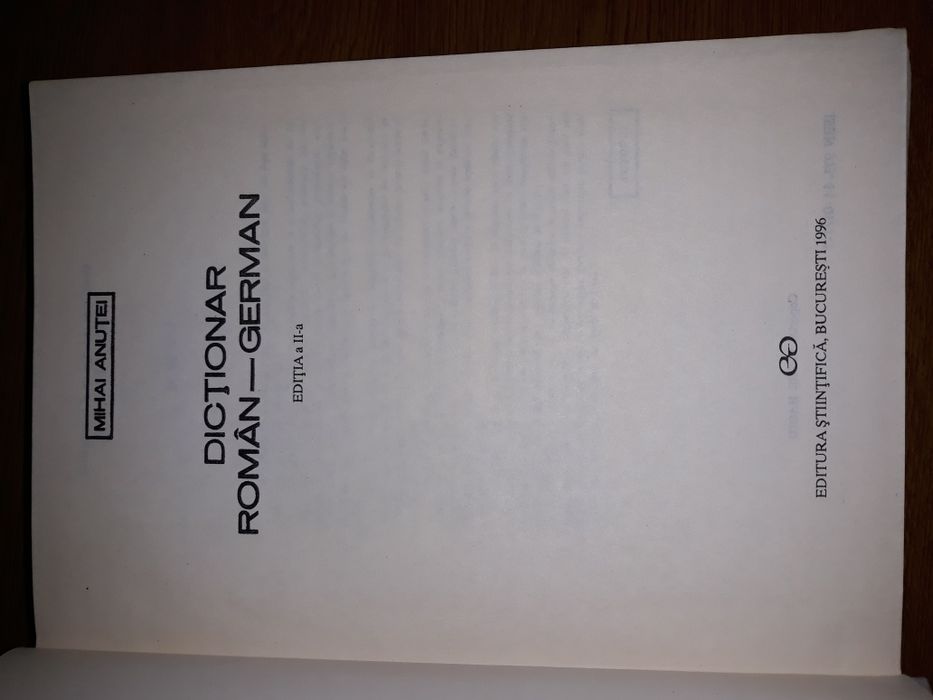 MIHAI ANUȚEI
DICȚIONAR
ROMÂN—GERMAN
EDIȚIA a II-a
EDITURA ȘTIINȚIFICĂ, BUCUREȘTI 1996